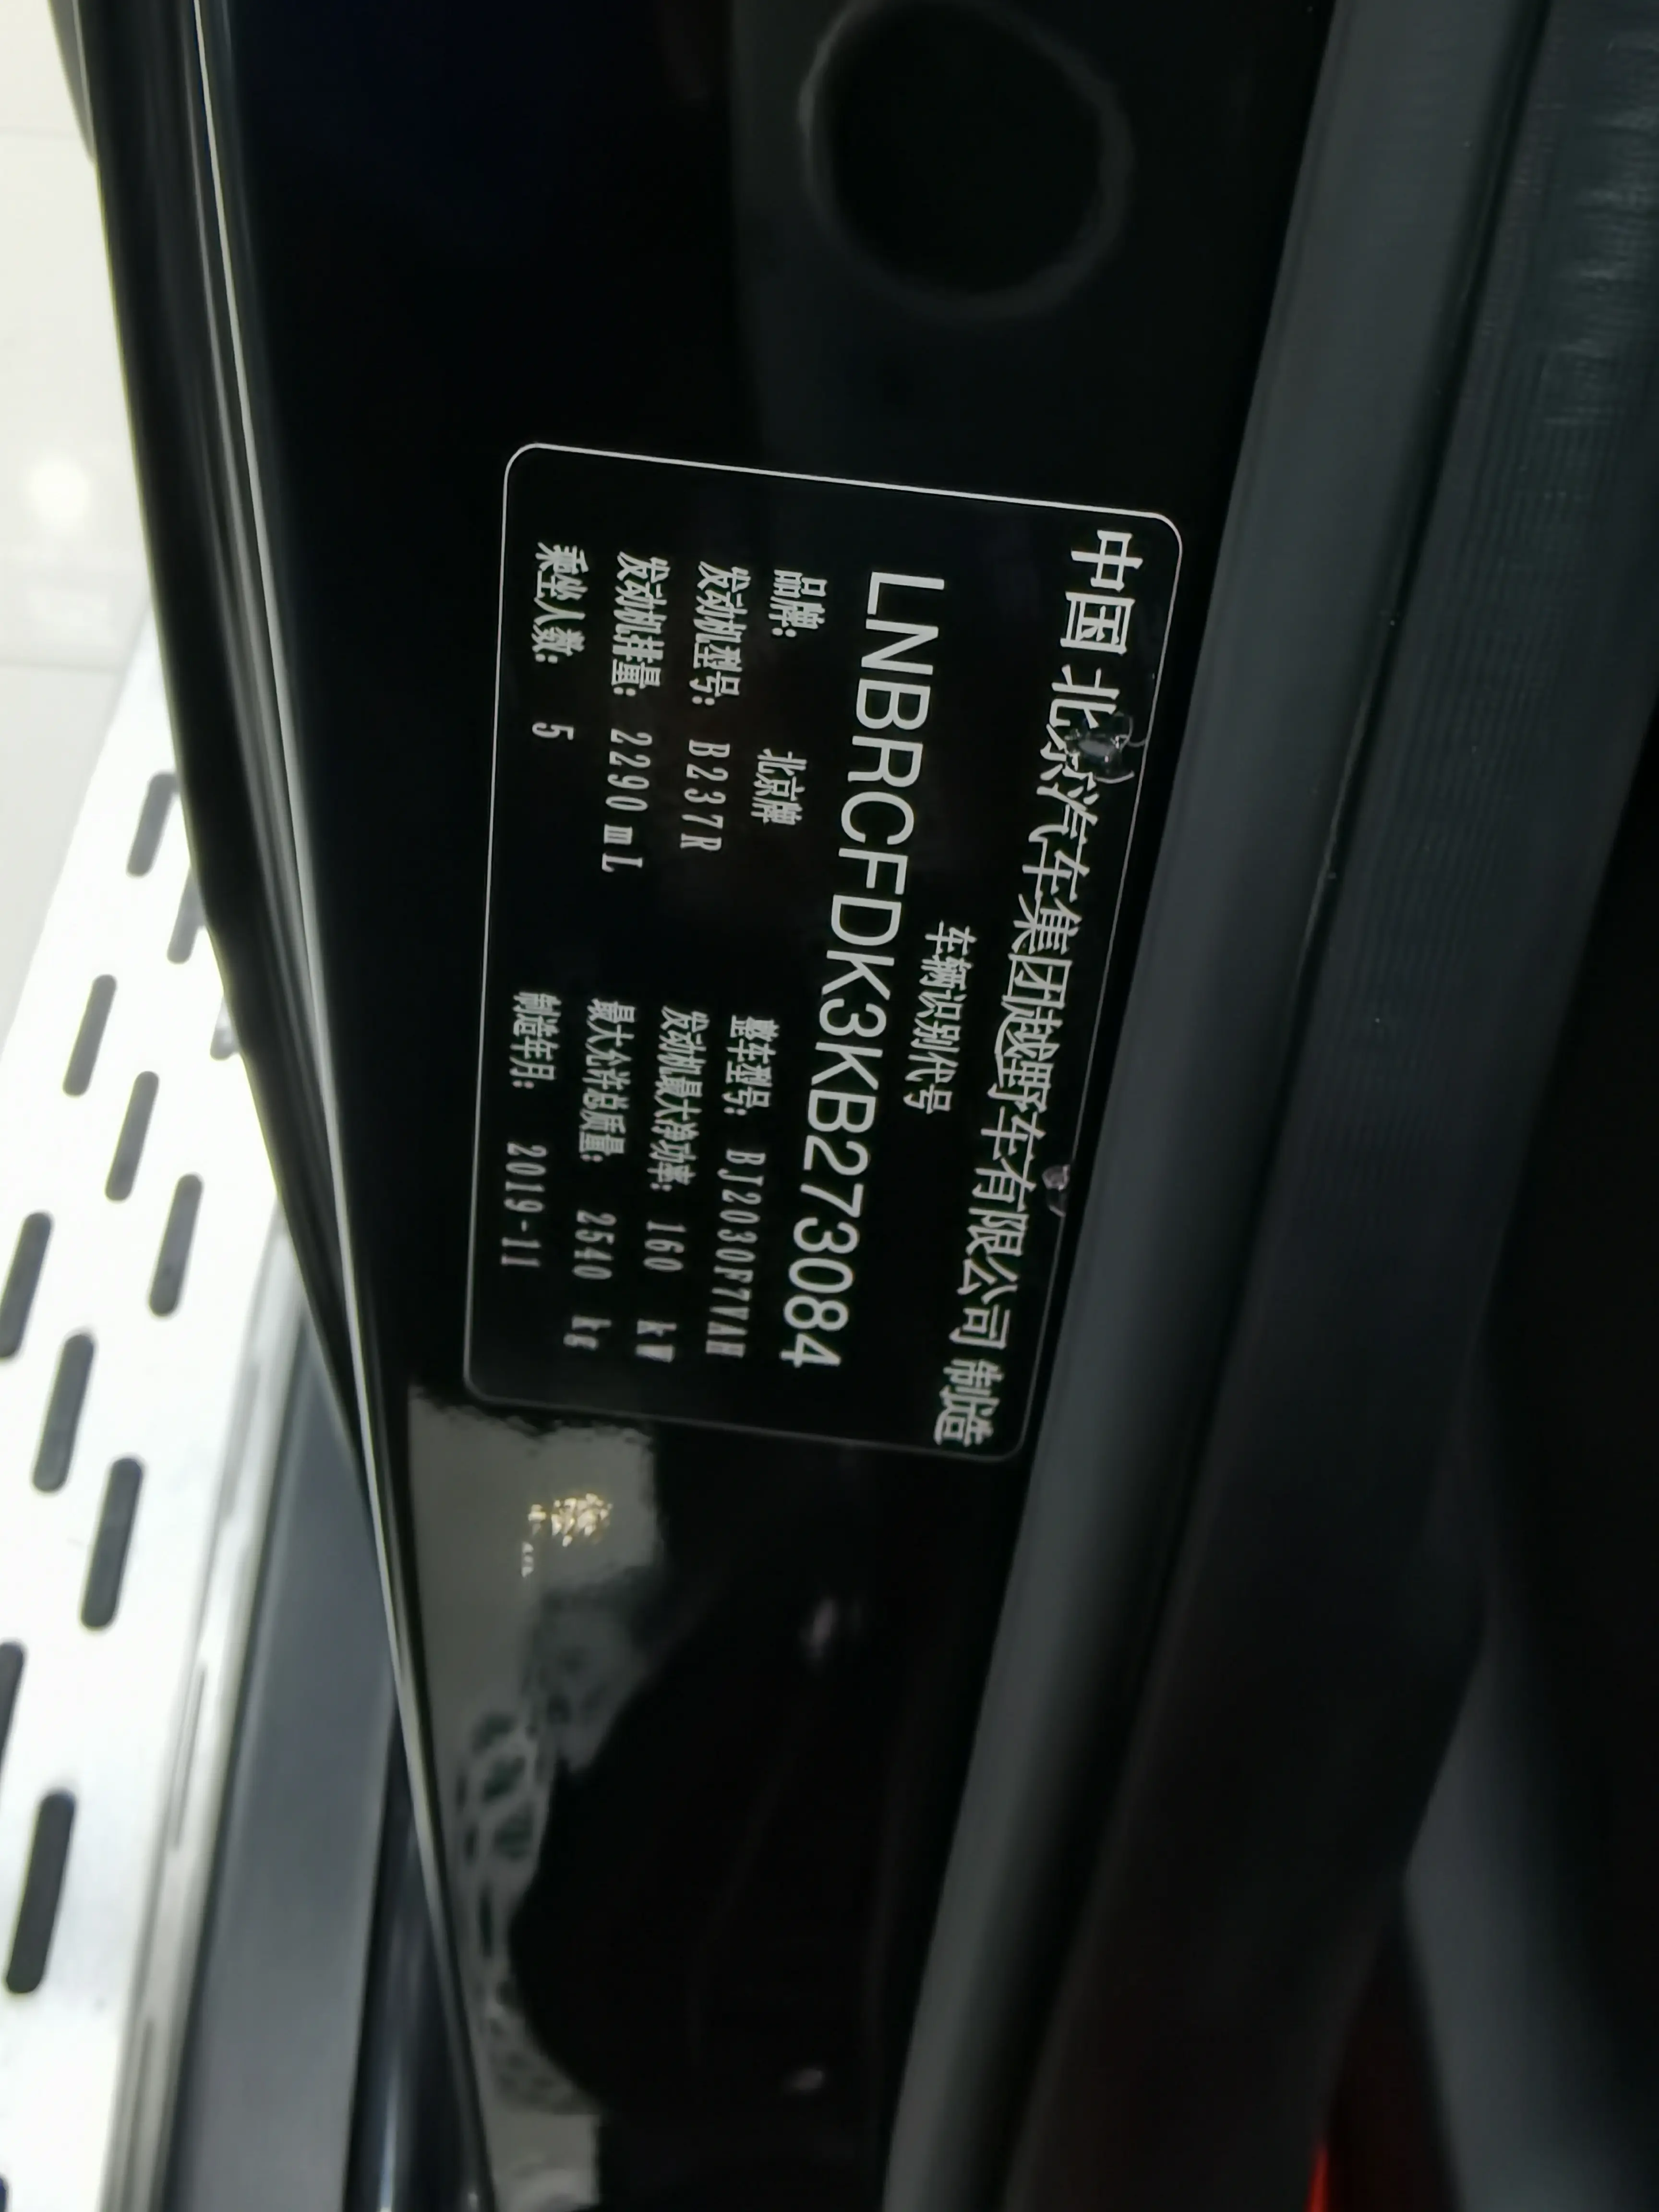 中国 北京汽车集团越野车有限公司 制造
车辆识别代号
LNBRCFDK3KB273084
品牌: 北京牌 整车型号: BJ2030F7VAH
发动机型号: B237R 发动机最大净功率: 160 kW
发动机排量: 2290mL 最大允许总质量: 2540 kg
乘坐人数: 5 制造年月: 2019-11